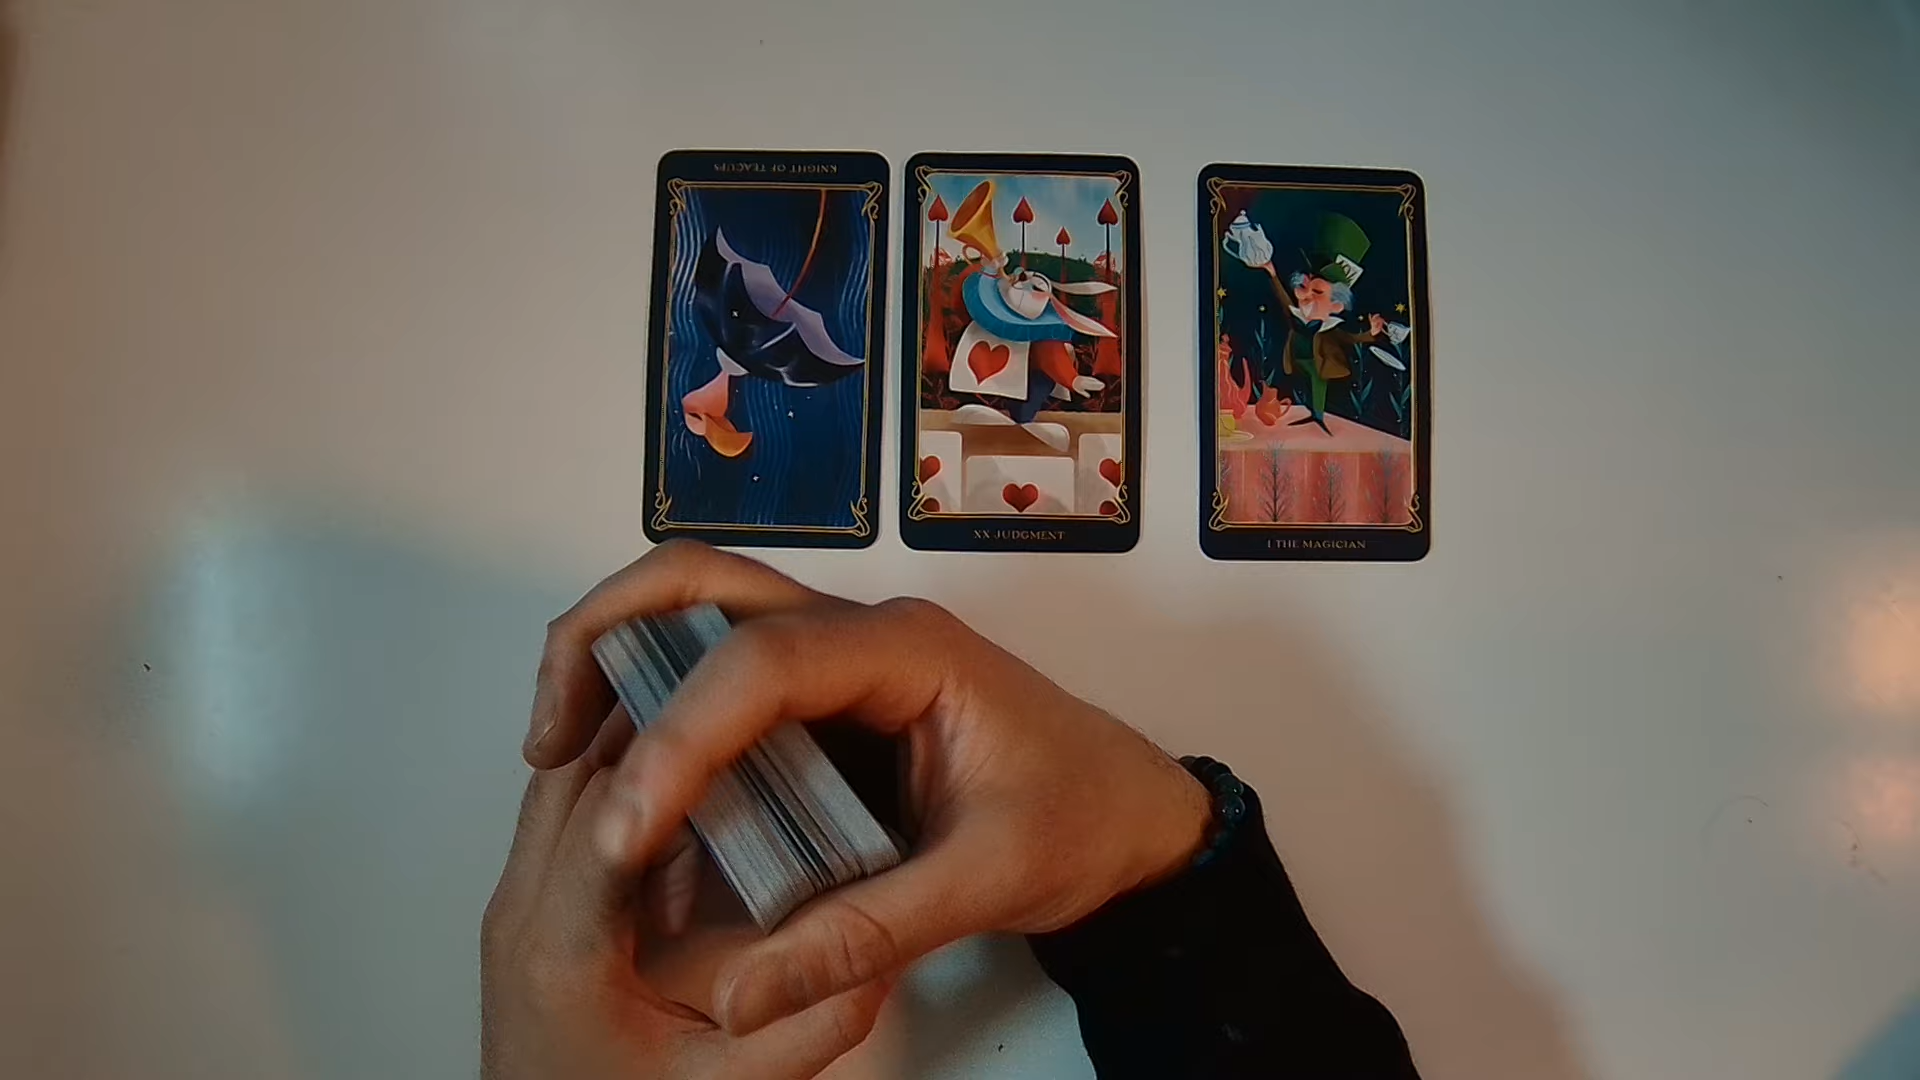 KNIGHT OF TEACUPS
XX JUDGMENT
I THE MAGICIAN